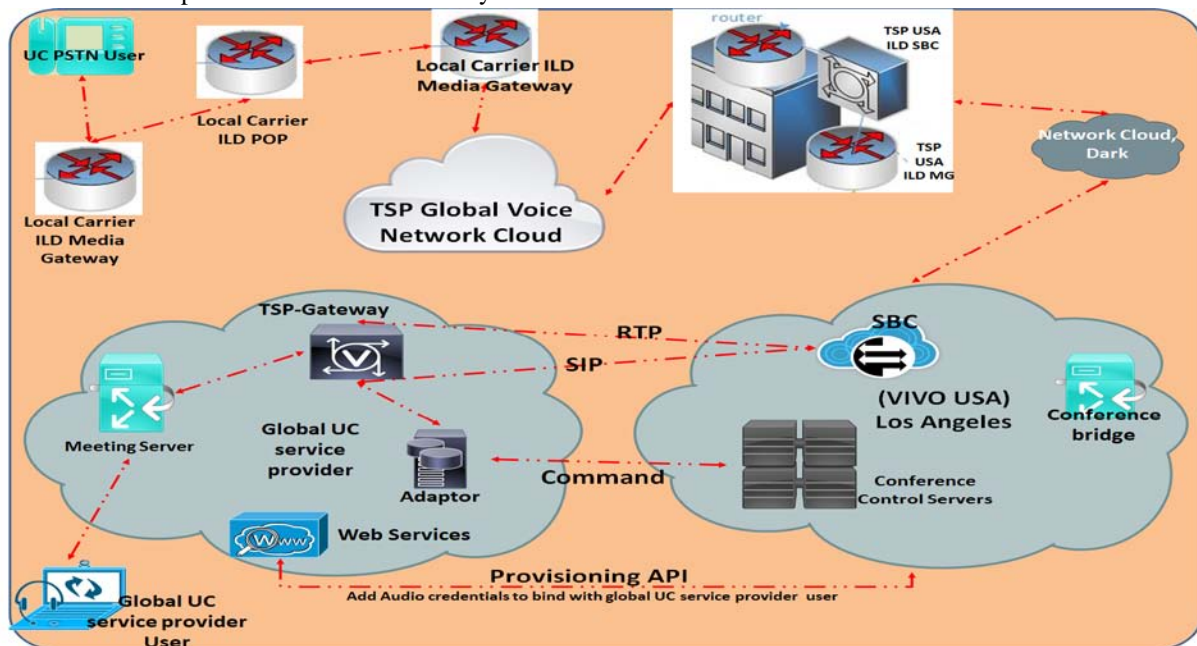 router
TSP USA
ILD SBC
UC PSTN User
Local Carrier ILD
Media Gateway
Local Carrier
ILD POP
TSP
USA
ILD MG
Network Cloud,
Dark
Local Carrier
ILD Media
Gateway
TSP Global Voice
Network Cloud
TSP-Gateway
RTP
SBC
V
SIP
(VIVO USA)
Los Angeles
Conference
bridge
Meeting Server
Global UC
service
provider
Adaptor
Command
Conference
Control Servers
Www
Web Services
Provisioning API
Add Audio credentials to bind with global UC service provider user
Global UC
service provider
User